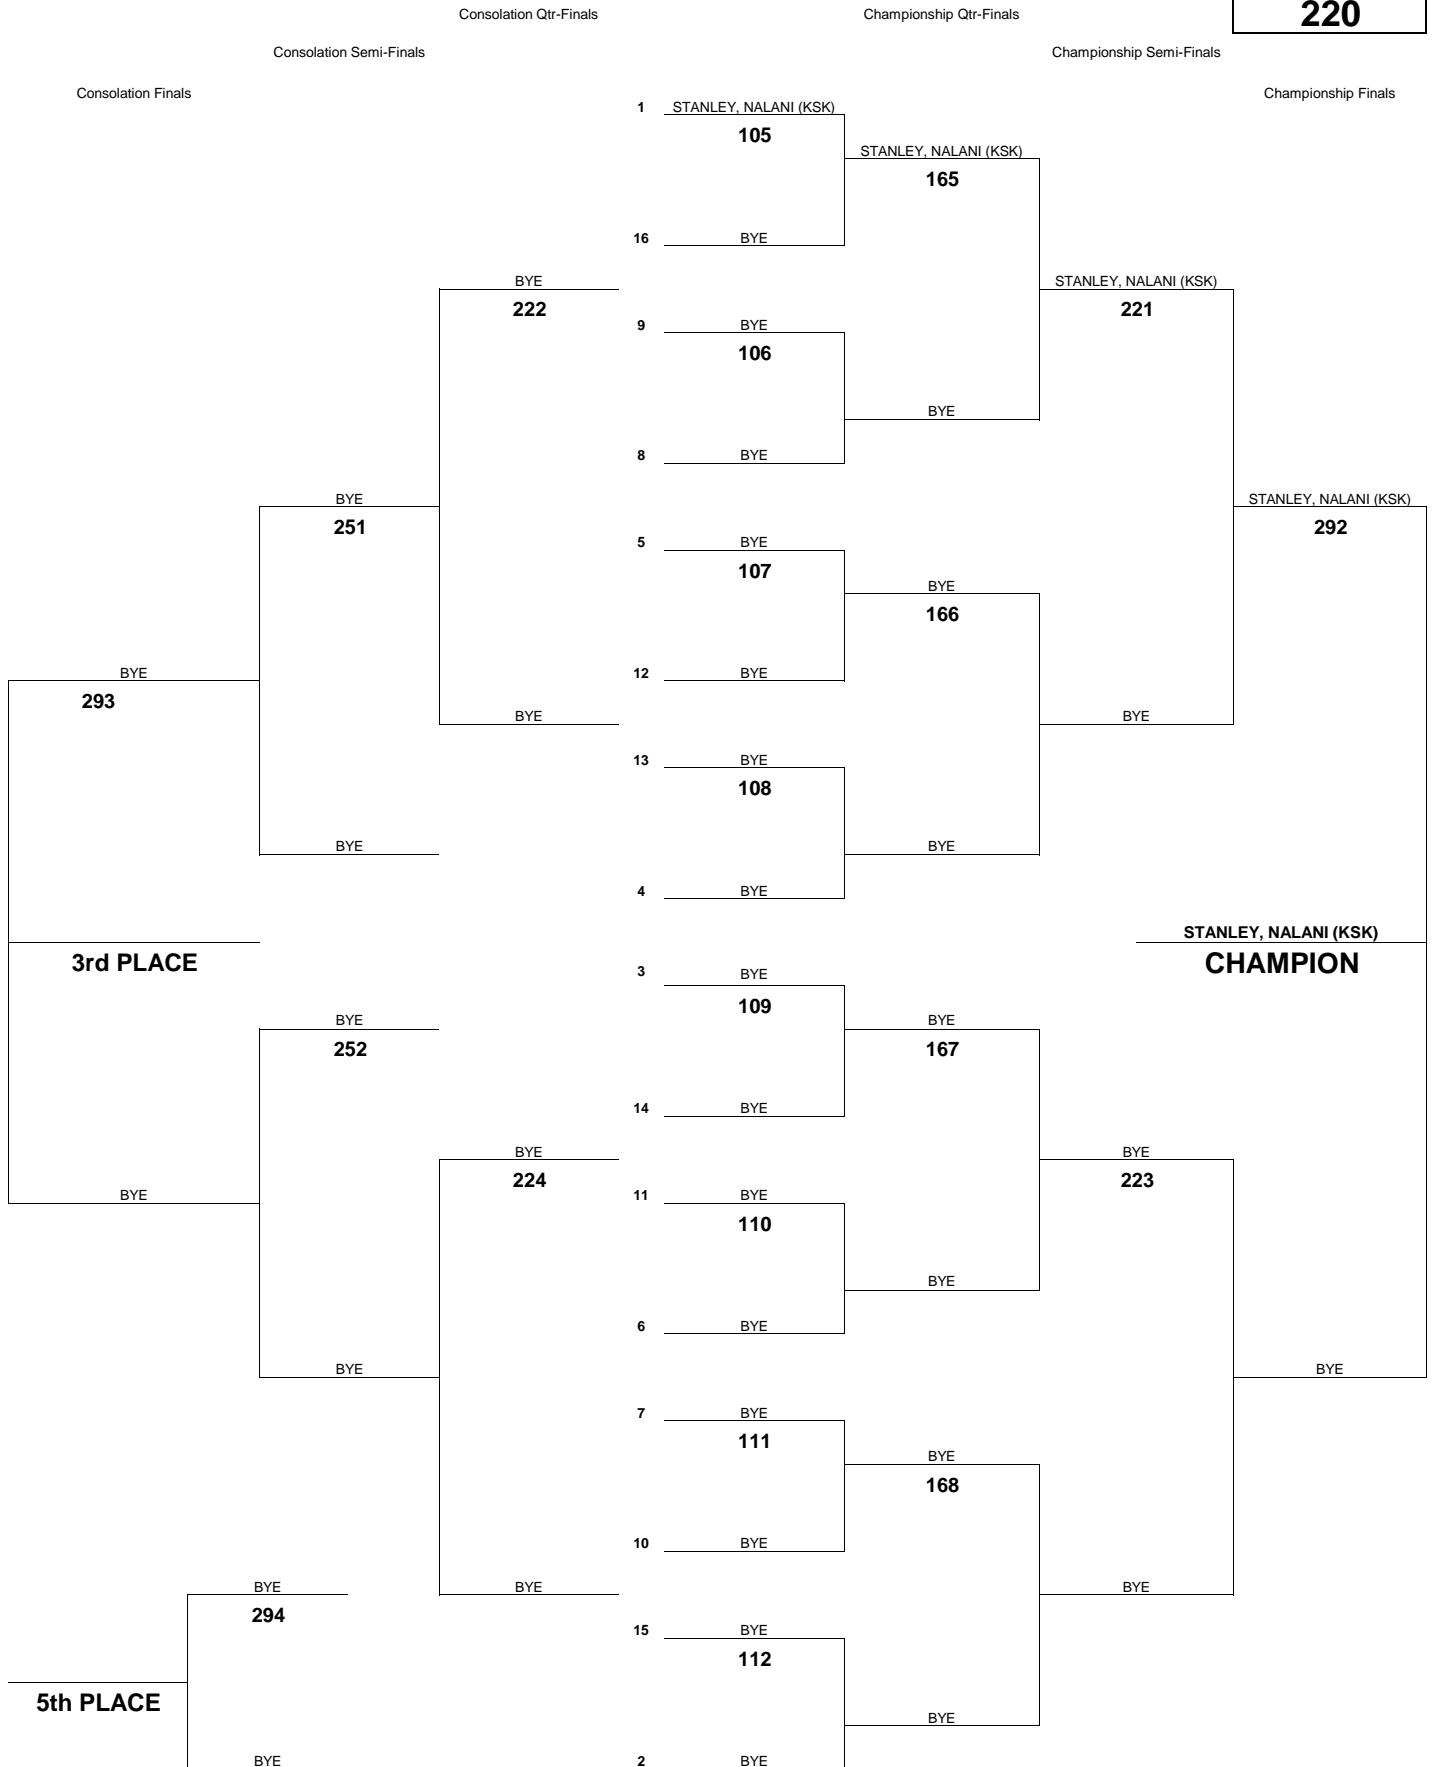 Consolation Qtr-Finals
Championship Qtr-Finals
220
Consolation Semi-Finals
Championship Semi-Finals
Consolation Finals
Championship Finals
1 STANLEY, NALANI (KSK)
105
STANLEY, NALANI (KSK)
165
16 BYE
BYE
STANLEY, NALANI (KSK)
222
221
9 BYE
106
BYE
8 BYE
BYE
STANLEY, NALANI (KSK)
251
292
5 BYE
107
BYE
166
BYE
12 BYE
293
BYE
BYE
13 BYE
108
BYE
BYE
4 BYE
STANLEY, NALANI (KSK)
3rd PLACE
CHAMPION
3 BYE
109
BYE
BYE
252
167
14 BYE
BYE
BYE
224
223
BYE
11 BYE
110
BYE
6 BYE
BYE
BYE
7 BYE
111
BYE
168
10 BYE
BYE
BYE
BYE
294
15 BYE
112
5th PLACE
BYE
BYE
2 BYE